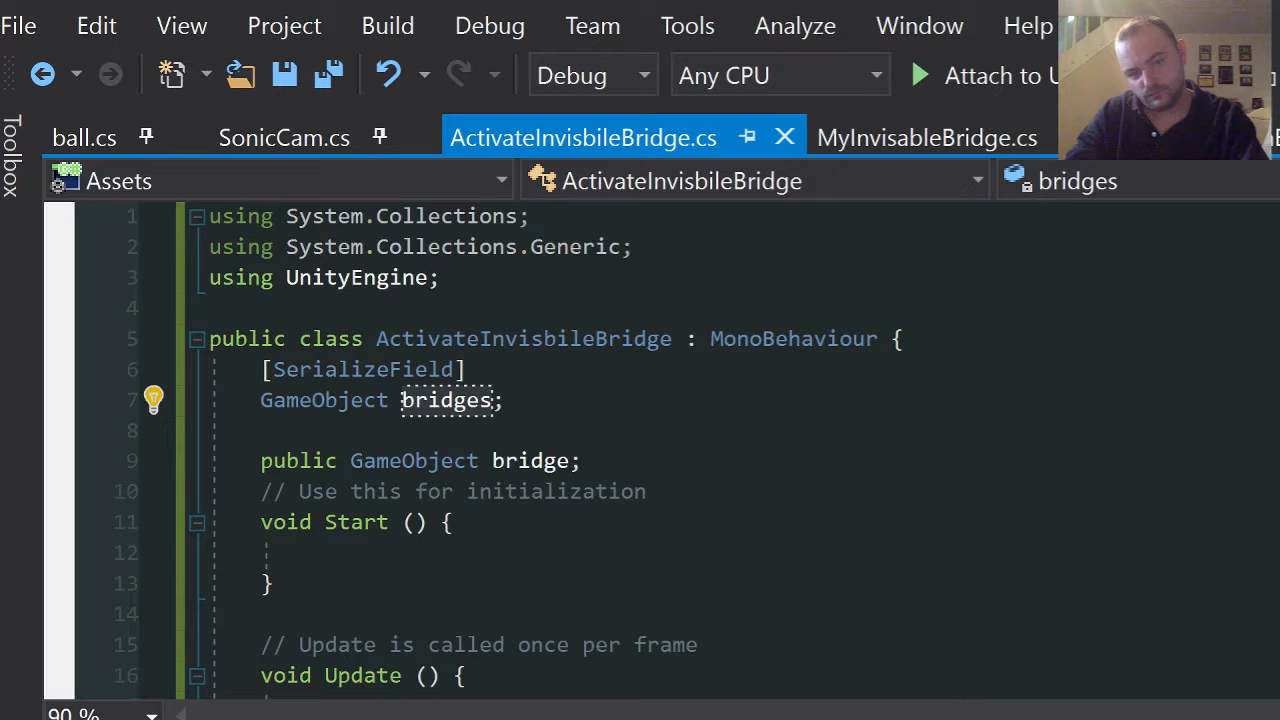 File Edit View Project Build Debug Team Tools Analyze Window Help
Debug Any CPU Attach to
ball.cs SonicCam.cs ActivateInvisbileBridge.cs MyInvisableBridge.cs
Toolbox
Assets ActivateInvisbileBridge bridges
1 using System.Collections;
2 using System.Collections.Generic;
3 using UnityEngine;
4
5 public class ActivateInvisbileBridge : MonoBehaviour {
6 [SerializeField]
7 GameObject bridges;
8
9 public GameObject bridge;
10 // Use this for initialization
11 void Start () {
12
13 }
14
15 // Update is called once per frame
16 void Update () {
90 %